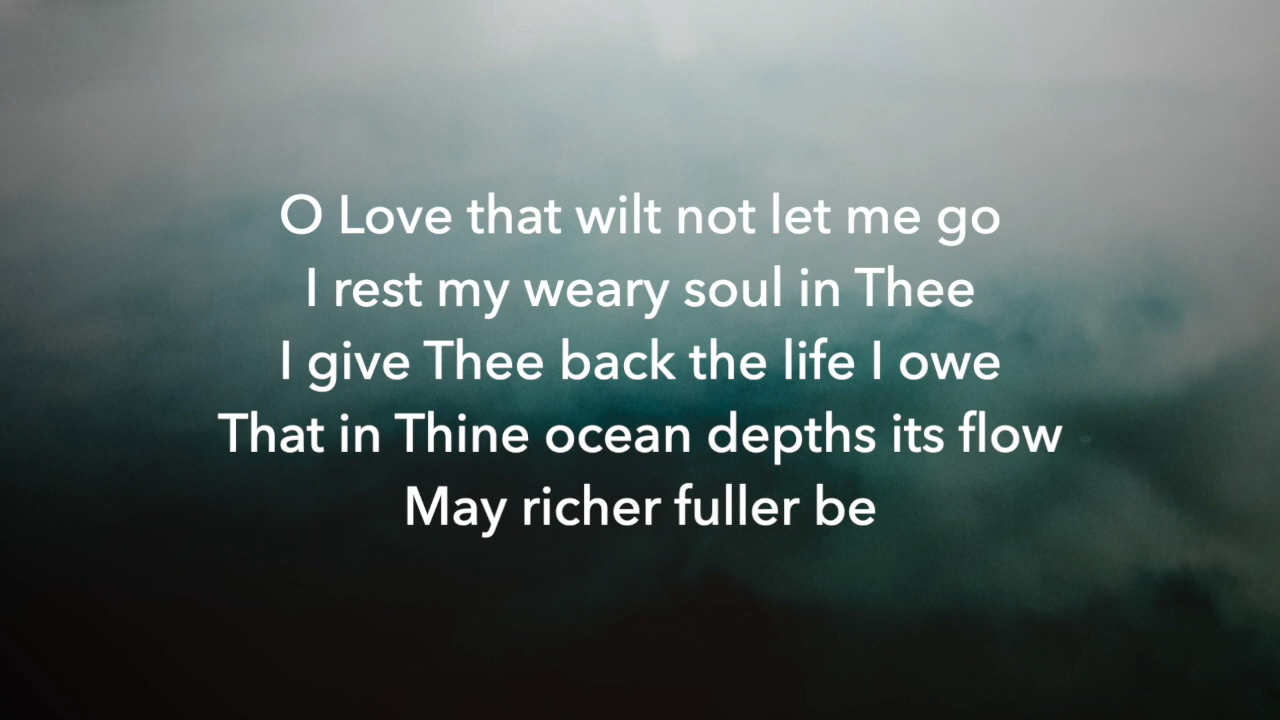 O Love that wilt not let me go
I rest my weary soul in Thee
I give Thee back the life I owe
That in Thine ocean depths its flow
May richer fuller be